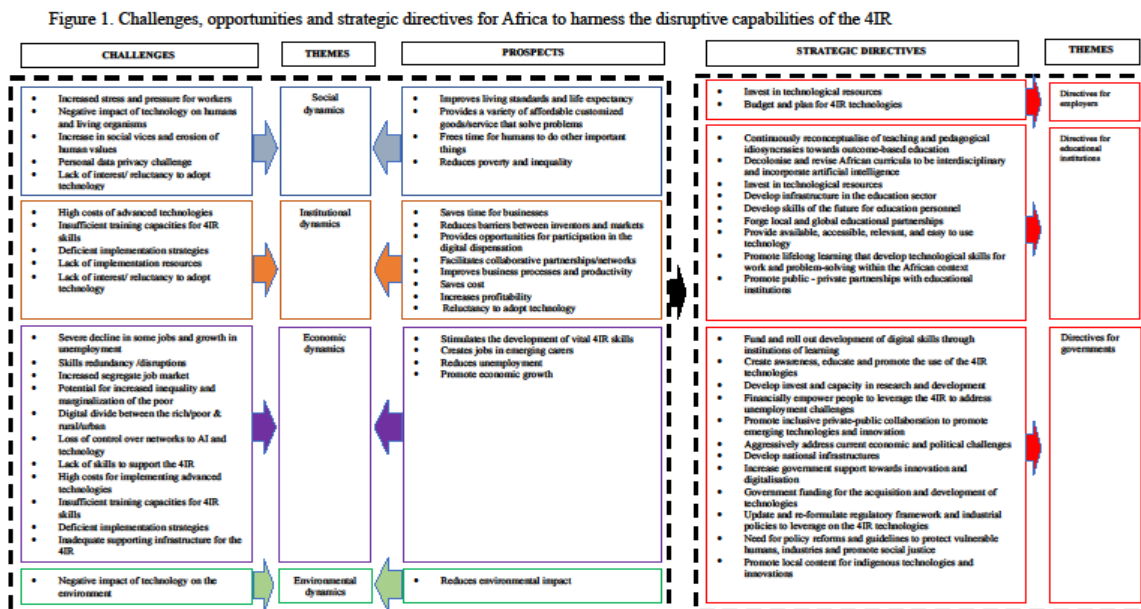 Figure 1. Challenges, opportunities and strategic directives for Africa to harness the disruptive capabilities of the 4IR
CHALLENGES
THEMES
PROSPECTS
STRATEGIC DIRECTIVES
THEMES
• Increased stress and pressure for workers
• Negative impact of technology on humans
and living organisms
• Increase in social vices and erosion of
human values
• Personal data privacy challenge
• Lack of interest/ reluctance to adopt
technology
Social
dynamics
• Improves living standards and life expectancy
• Provides a variety of affordable customized
goods/service that solve problems
• Frees time for humans to do other important
things
• Reduces poverty and inequality
• High costs of advanced technologies
• Insufficient training capacities for 4IR
skills
• Deficient implementation strategies
• Lack of implementation resources
• Lack of interest/ reluctance to adopt
technology
Institutional
dynamics
• Saves time for businesses
• Reduces barriers between inventors and markets
• Provides opportunities for participation in the
digital dispensation
• Facilitates collaborative partnerships/networks
• Improves business processes and productivity
• Saves cost
• Increases profitability
• Reluctance to adopt technology
• Severe decline in some jobs and growth in
unemployment
• Skills redundancy /disruptions
• Increased segregate job market
• Potential for increased inequality and
marginalization of the poor
• Digital divide between the rich/poor &
rural/urban
• Loss of control over networks to AI and
technology
• Lack of skills to support the 4IR
• High costs for implementing advanced
technologies
• Insufficient training capacities for 4IR
skills
• Deficient implementation strategies
• Inadequate supporting infrastructure for the
4IR
Economic
dynamics
• Stimulates the development of vital 4IR skills
• Creates jobs in emerging carers
• Reduces unemployment
• Promote economic growth
• Negative impact of technology on the
environment
Environmental
dynamics
• Reduces environmental impact
• Invest in technological resources
• Budget and plan for 4IR technologies
Directives for
employers
• Continuously reconceptualise of teaching and pedagogical
idiosyncrasies towards outcome-based education
• Decolonise and revise African curricula to be interdisciplinary
and incorporate artificial intelligence
• Invest in technological resources
• Develop infrastructure in the education sector
• Develop skills of the future for education personnel
• Forge local and global educational partnerships
• Provide available, accessible, relevant, and easy to use
technology
• Promote lifelong learning that develop technological skills for
work and problem-solving within the African context
• Promote public - private partnerships with educational
institutions
Directives for
educational
institutions
• Fund and roll out development of digital skills through
institutions of learning
• Create awareness, educate and promote the use of the 4IR
technologies
• Develop invest and capacity in research and development
• Financially empower people to leverage the 4IR to address
unemployment challenges
• Promote inclusive private-public collaboration to promote
emerging technologies and innovation
• Aggressively address current economic and political challenges
• Develop national infrastructures
• Increase government support towards innovation and
digitalisation
• Government funding for the acquisition and development of
technologies
• Update and re-formulate regulatory framework and industrial
policies to leverage on the 4IR technologies
• Need for policy reforms and guidelines to protect vulnerable
humans, industries and promote social justice
• Promote local content for indigenous technologies and
innovations
Directives for
governments